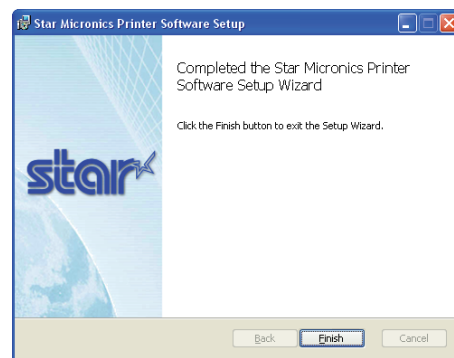 Star Micronics Printer Software Setup
Completed the Star Micronics Printer
Software Setup Wizard
Click the Finish button to exit the Setup Wizard.
star
Back
Finish
Cancel